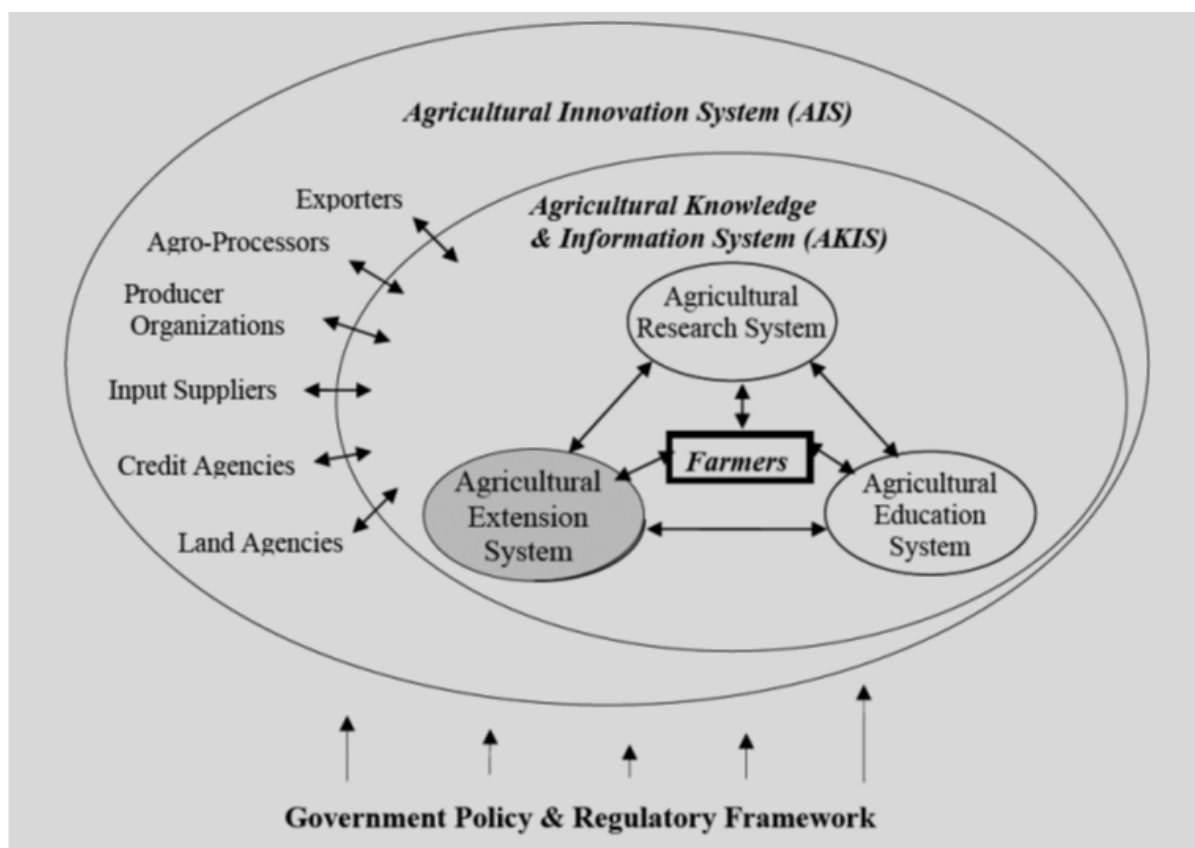 Agricultural Innovation System (AIS)
Exporters
Agro-Processors
Producer
Organizations
Input Suppliers
Credit Agencies
Land Agencies
Agricultural Knowledge
& Information System (AKIS)
Agricultural
Research System
Farmers
Agricultural
Extension
System
Agricultural
Education
System
Government Policy & Regulatory Framework